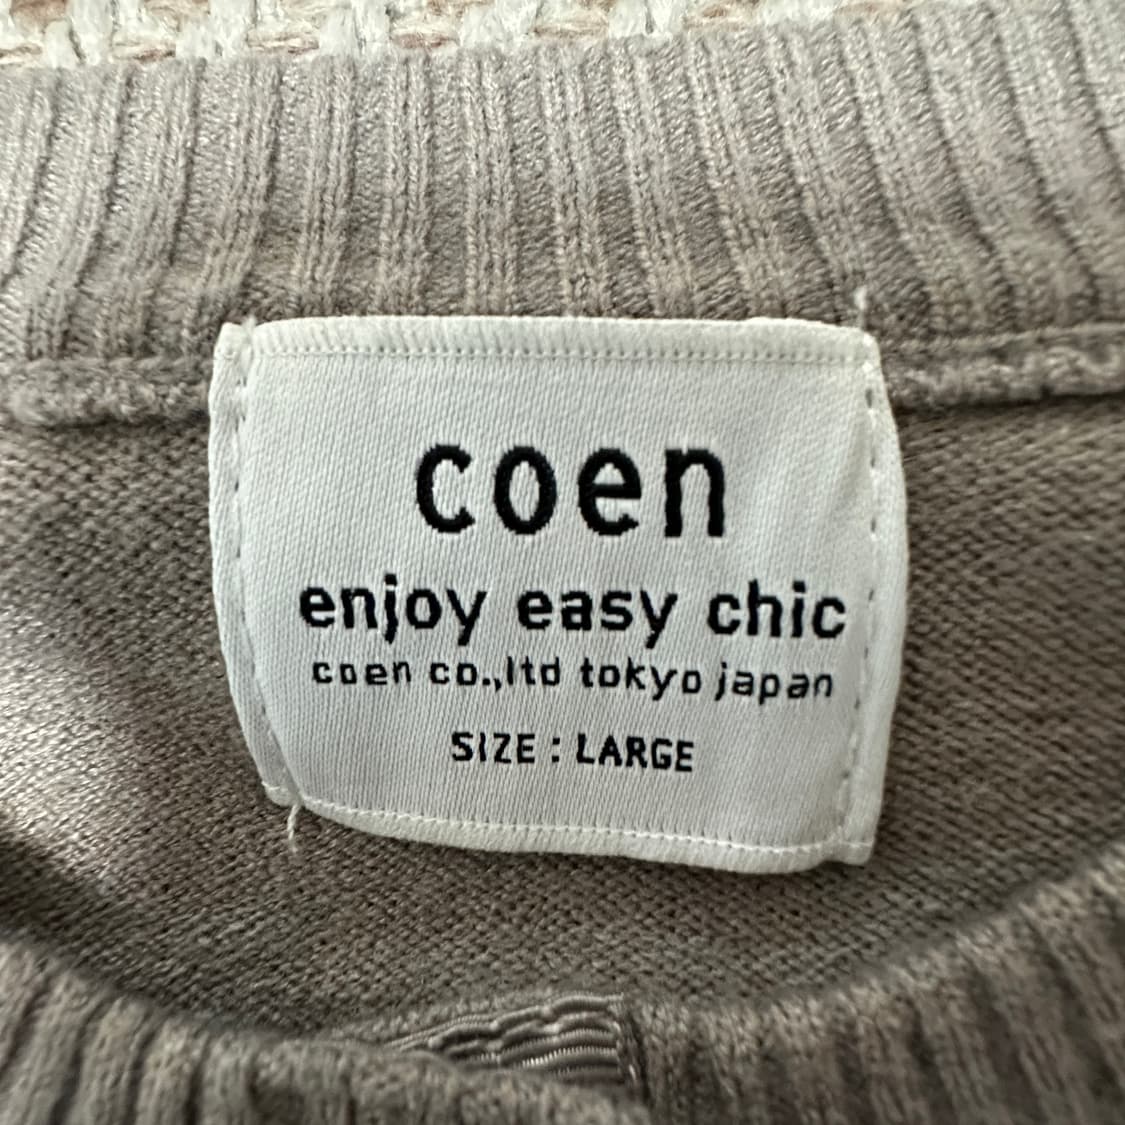 coen
enjoy easy chic
coen co.,ltd tokyo japan
SIZE : LARGE